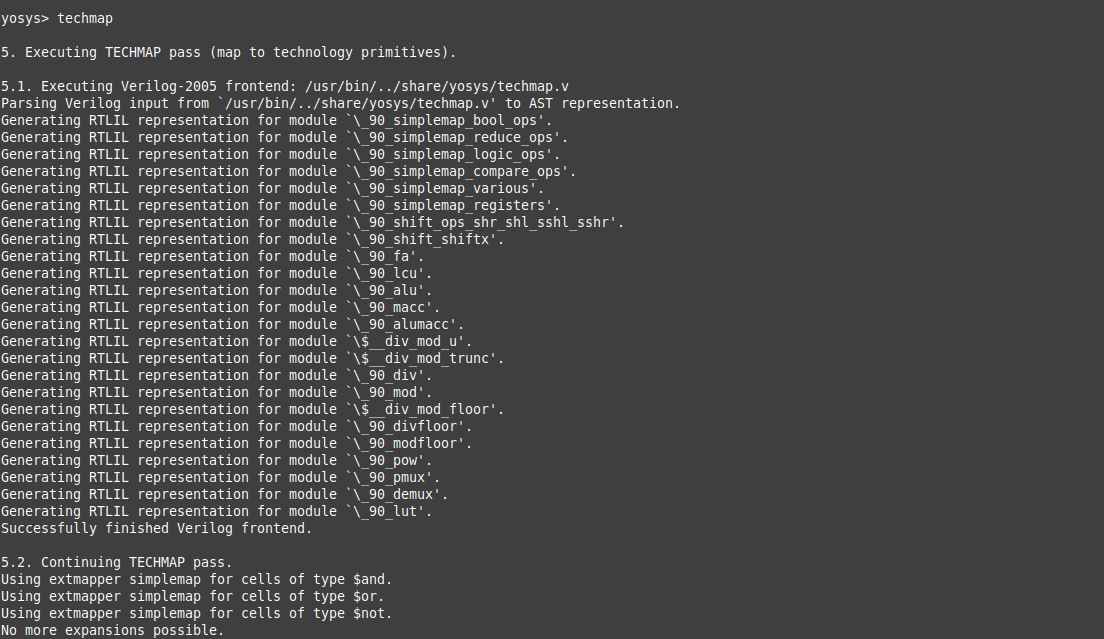 yosys> techmap
5. Executing TECHMAP pass (map to technology primitives).
5.1. Executing Verilog-2005 frontend: /usr/bin/../share/yosys/techmap.v
Parsing Verilog input from `/usr/bin/../share/yosys/techmap.v' to AST representation.
Generating RTLIL representation for module `\_90_simplemap_bool_ops'.
Generating RTLIL representation for module `\_90_simplemap_reduce_ops'.
Generating RTLIL representation for module `\_90_simplemap_logic_ops'.
Generating RTLIL representation for module `\_90_simplemap_compare_ops'.
Generating RTLIL representation for module `\_90_simplemap_various'.
Generating RTLIL representation for module `\_90_simplemap_registers'.
Generating RTLIL representation for module `\_90_shift_ops_shr_shl_sshl_sshr'.
Generating RTLIL representation for module `\_90_shift_shiftx'.
Generating RTLIL representation for module `\_90_fa'.
Generating RTLIL representation for module `\_90_lcu'.
Generating RTLIL representation for module `\_90_alu'.
Generating RTLIL representation for module `\_90_macc'.
Generating RTLIL representation for module `\_90_alumacc'.
Generating RTLIL representation for module `\$__div_mod_u'.
Generating RTLIL representation for module `\$__div_mod_trunc'.
Generating RTLIL representation for module `\_90_div'.
Generating RTLIL representation for module `\_90_mod'.
Generating RTLIL representation for module `\$__div_mod_floor'.
Generating RTLIL representation for module `\_90_divfloor'.
Generating RTLIL representation for module `\_90_modfloor'.
Generating RTLIL representation for module `\_90_pow'.
Generating RTLIL representation for module `\_90_pmux'.
Generating RTLIL representation for module `\_90_demux'.
Generating RTLIL representation for module `\_90_lut'.
Successfully finished Verilog frontend.
5.2. Continuing TECHMAP pass.
Using extmapper simplemap for cells of type $and.
Using extmapper simplemap for cells of type $or.
Using extmapper simplemap for cells of type $not.
No more expansions possible.